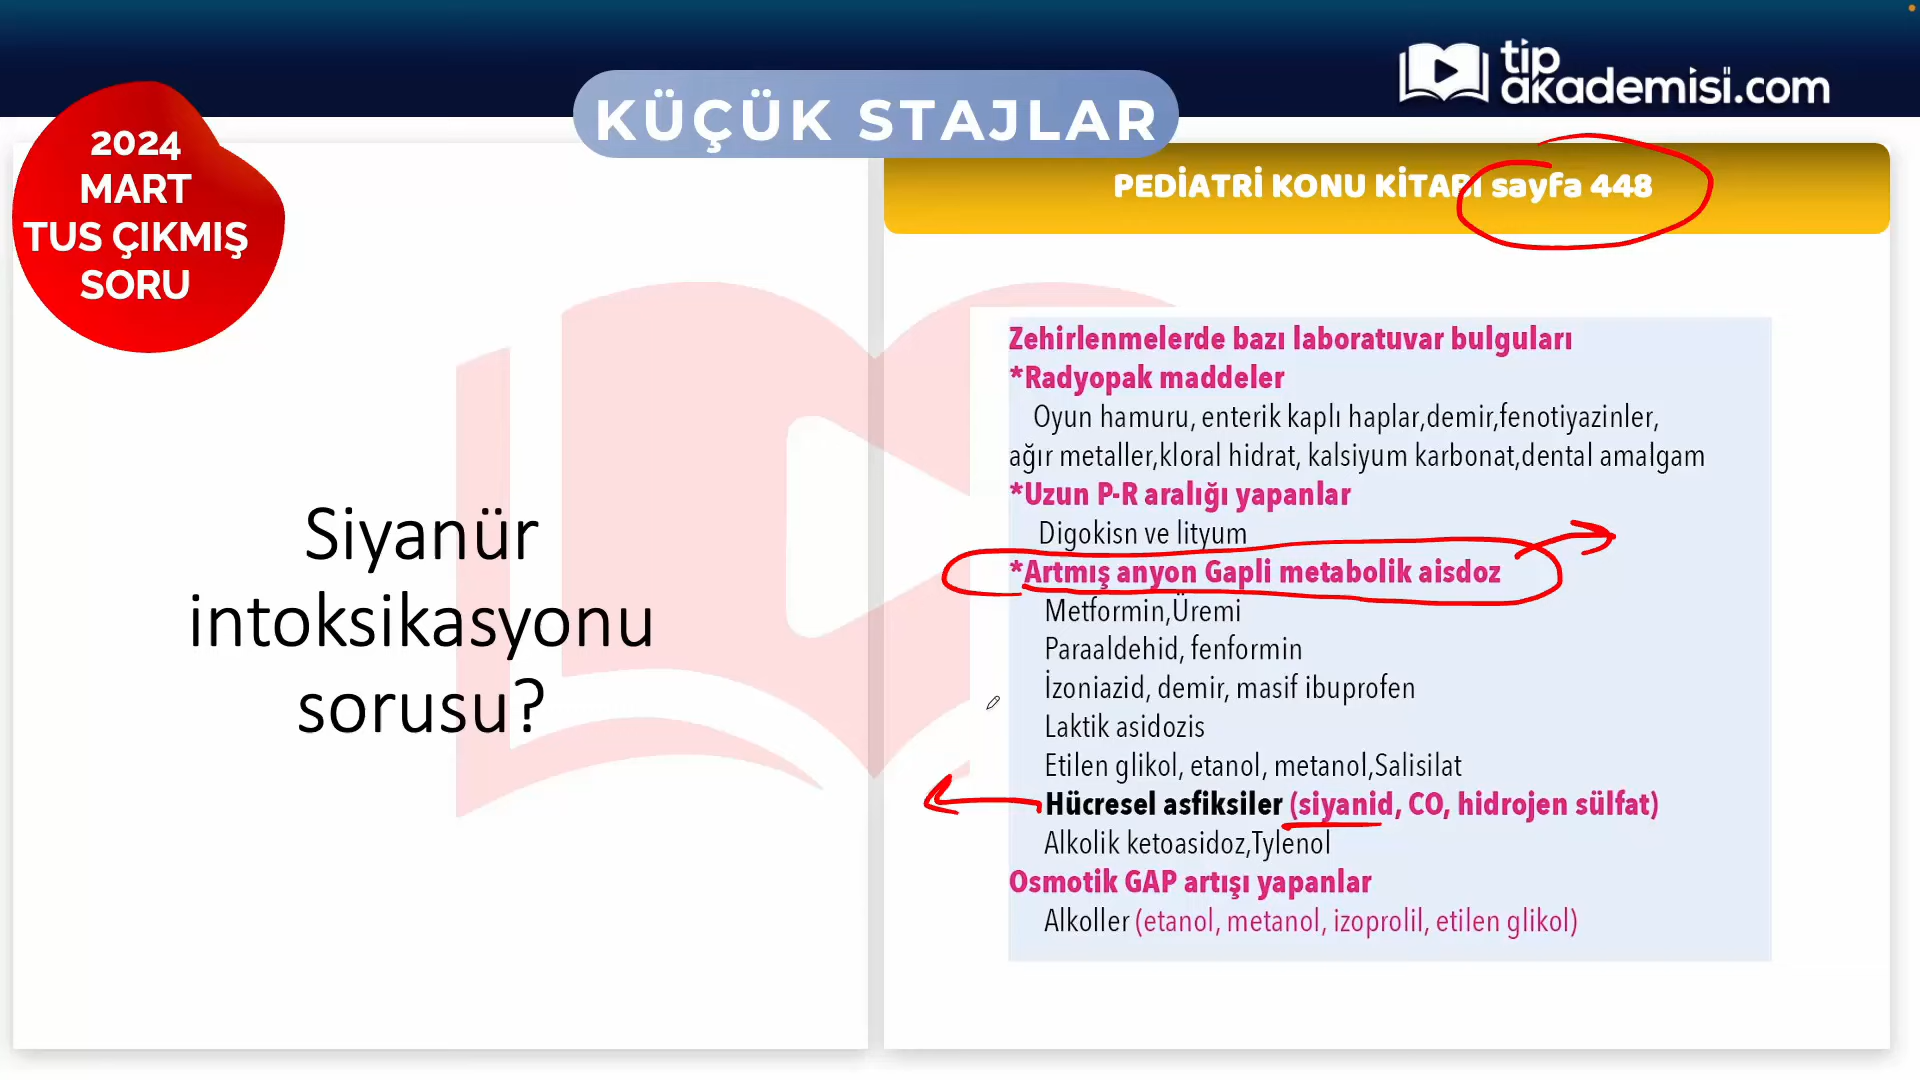 tıp
akademisi.com
KÜÇÜK STAJLAR
2024
MART
TUS ÇIKMIŞ
SORU
Siyanür
intoksikasyonu
sorusu?
PEDİATRİ KONU KİTABI sayfa 448
Zehirlenmelerde bazı laboratuvar bulguları
*Radyopak maddeler
Oyun hamuru, enterik kaplı haplar,demir,fenotiyazinler,
ağır metaller,kloral hidrat, kalsiyum karbonat,dental amalgam
*Uzun P-R aralığı yapanlar
Digokisn ve lityum
*Artmış anyon Gapli metabolik aisdoz
Metformin,Üremi
Paraaldehid, fenformin
İzoniazid, demir, masif ibuprofen
Laktik asidozis
Etilen glikol, etanol, metanol,Salisilat
Hücresel asfiksiler (siyanid, CO, hidrojen sülfat)
Alkolik ketoasidoz,Tylenol
Osmotik GAP artışı yapanlar
Alkoller (etanol, metanol, izoprolil, etilen glikol)